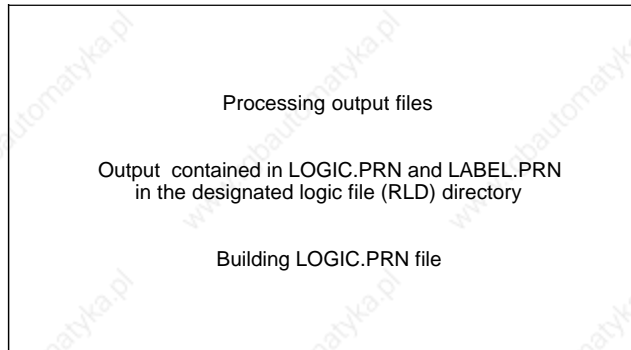 Processing output files
Output contained in LOGIC.PRN and LABEL.PRN
in the designated logic file (RLD) directory
Building LOGIC.PRN file